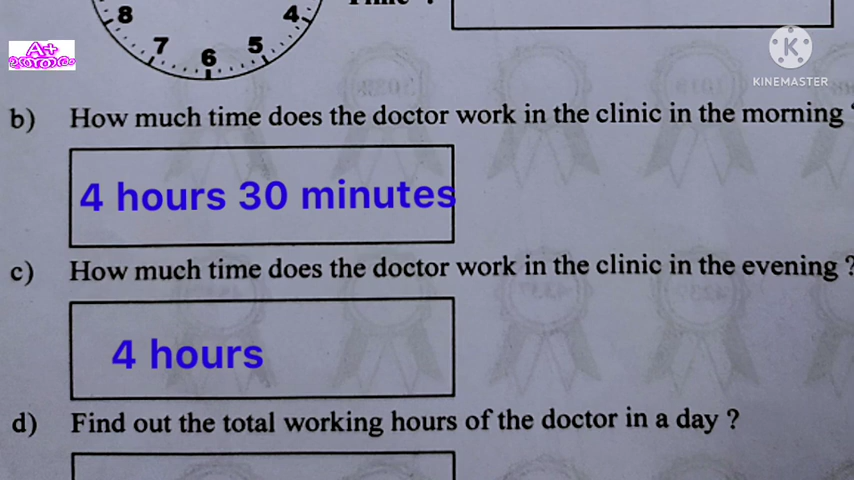 8
4
7
6
5
A+
KINEMASTER
b) How much time does the doctor work in the clinic in the morning
4 hours 30 minutes
c) How much time does the doctor work in the clinic in the evening ?
4 hours
d) Find out the total working hours of the doctor in a day ?